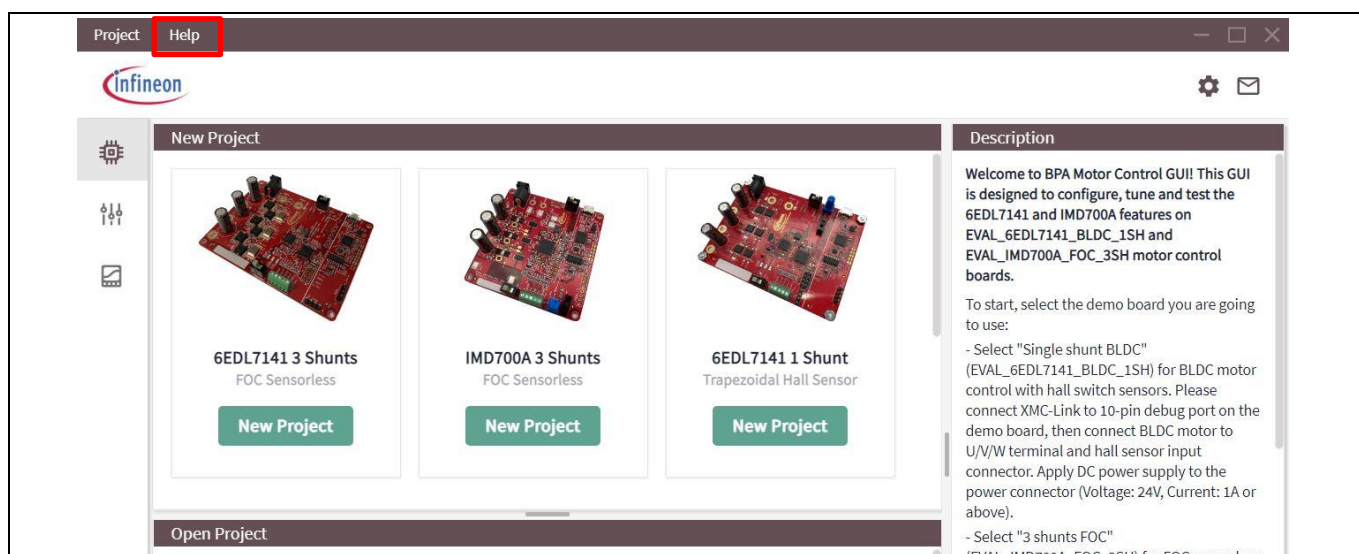 Project Help
infineon
New Project
6EDL7141 3 Shunts
FOC Sensorless
New Project
IMD700A 3 Shunts
FOC Sensorless
New Project
6EDL7141 1 Shunt
Trapezoidal Hall Sensor
New Project
Open Project
Description
Welcome to BPA Motor Control GUI! This GUI
is designed to configure, tune and test the
6EDL7141 and IMD700A features on
EVAL_6EDL7141_BLDC_1SH and
EVAL_IMD700A_FOC_3SH motor control
boards.
To start, select the demo board you are going
to use:
- Select "Single shunt BLDC"
(EVAL_6EDL7141_BLDC_1SH) for BLDC motor
control with hall switch sensors. Please
connect XMC-Link to 10-pin debug port on the
demo board, then connect BLDC motor to
U/V/W terminal and hall sensor input
connector. Apply DC power supply to the
power connector (Voltage: 24V, Current: 1A or
above).
- Select "3 shunts FOC"